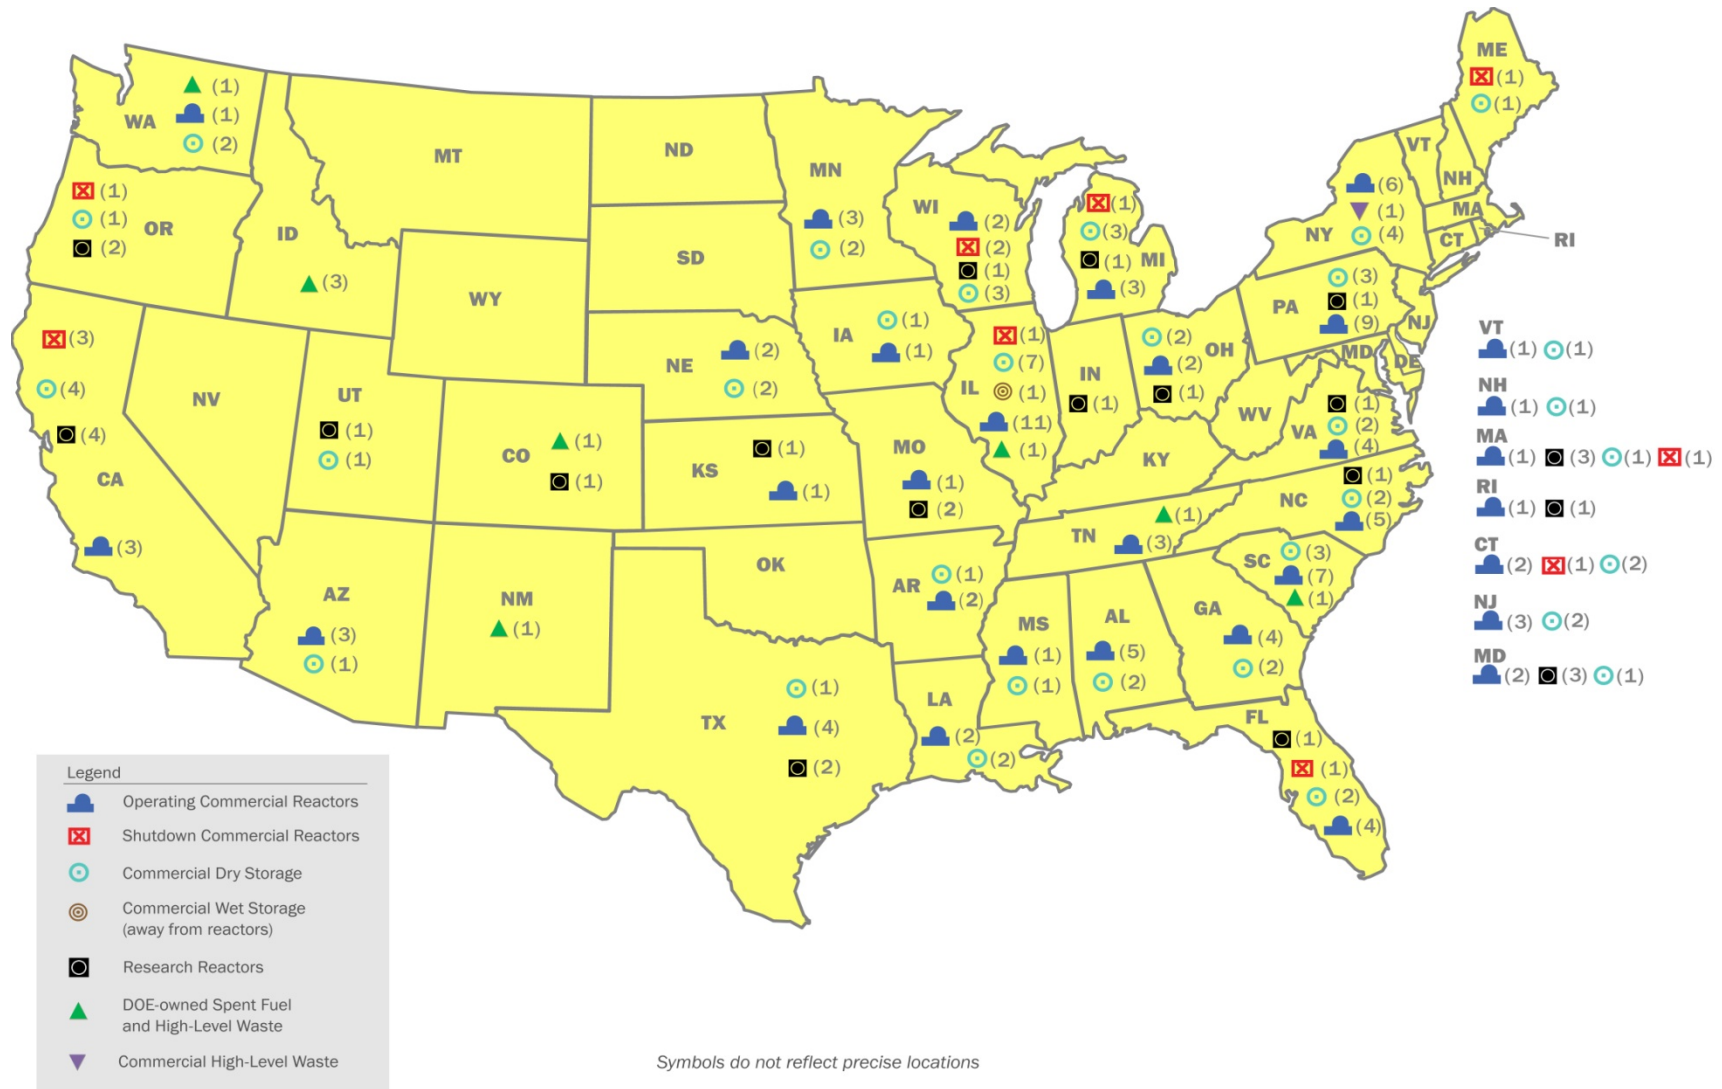 ME
(1)
(1)
WA
(1)
(1)
(2)
OR
(1)
(1)
(2)
ID
(3)
MT
ND
SD
WY
MN
(3)
(2)
WI
(2)
(2)
(1)
(3)
MI
(1)
(3)
(1)
(3)
NY
(6)
(1)
(4)
VT
NH
MA
CT
RI
PA
(3)
(1)
(9)
NJ
MD
DE
CA
(3)
(4)
(4)
(3)
NV
UT
(1)
(1)
CO
(1)
(1)
NE
(2)
(2)
KS
(1)
(1)
IA
(1)
(1)
IL
(1)
(7)
(1)
(11)
(1)
IN
(1)
OH
(2)
(2)
(1)
WV
VA
(1)
(2)
(4)
KY
MO
(1)
(2)
NC
(1)
(2)
(5)
TN
(1)
(3)
SC
(3)
(7)
(1)
AZ
(3)
(1)
NM
(1)
OK
AR
(1)
(2)
TX
(1)
(4)
(2)
LA
(2)
(2)
MS
(1)
(1)
AL
(5)
(2)
GA
(4)
(2)
FL
(1)
(1)
(2)
(4)
VT
(1) (1)
NH
(1) (1)
MA
(1) (3) (1) (1)
RI
(1) (1)
CT
(2) (1) (2)
NJ
(3) (2)
MD
(2) (3) (1)
Legend
Operating Commercial Reactors
Shutdown Commercial Reactors
Commercial Dry Storage
Commercial Wet Storage
(away from reactors)
Research Reactors
DOE-owned Spent Fuel
and High-Level Waste
Commercial High-Level Waste
Symbols do not reflect precise locations